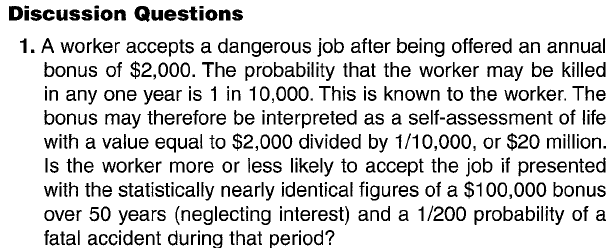 Discussion Questions
1. A worker accepts a dangerous job after being offered an annual
bonus of $2,000. The probability that the worker may be killed
in any one year is 1 in 10,000. This is known to the worker. The
bonus may therefore be interpreted as a self-assessment of life
with a value equal to $2,000 divided by 1/10,000, or $20 million.
Is the worker more or less likely to accept the job if presented
with the statistically nearly identical figures of a $100,000 bonus
over 50 years (neglecting interest) and a 1/200 probability of a
fatal accident during that period?